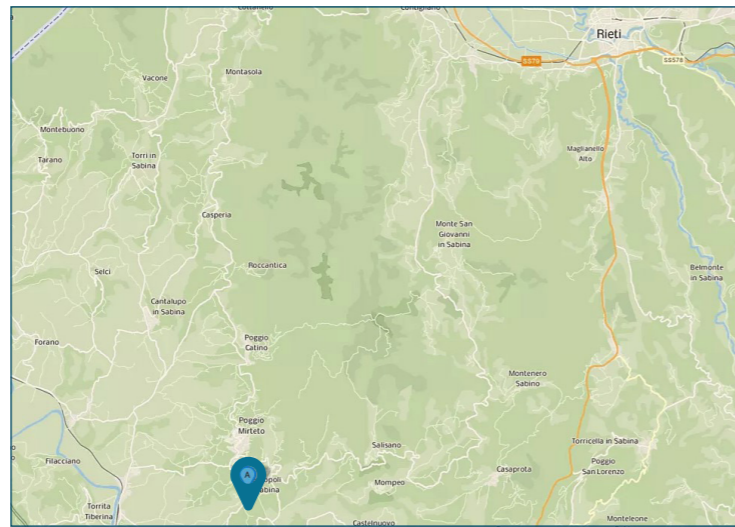 Rieti
SS79
SS578
Vacone
Montasola
Montebuono
Tarano
Torri in
Sabina
Maglianello
Alto
Casperia
Monte San
Giovanni
in Sabina
Selci
Roccantica
Belmonte
in Sabina
Cantalupo
in Sabina
Forano
Poggio
Catino
Montenero
Sabino
Poggio
Mirteto
Salisano
Torricella in Sabina
Filacciano
A
Casaprota
Poggio
San Lorenzo
Mompeo
Torrita
Tiberina
Castelnuovo
Monteleone